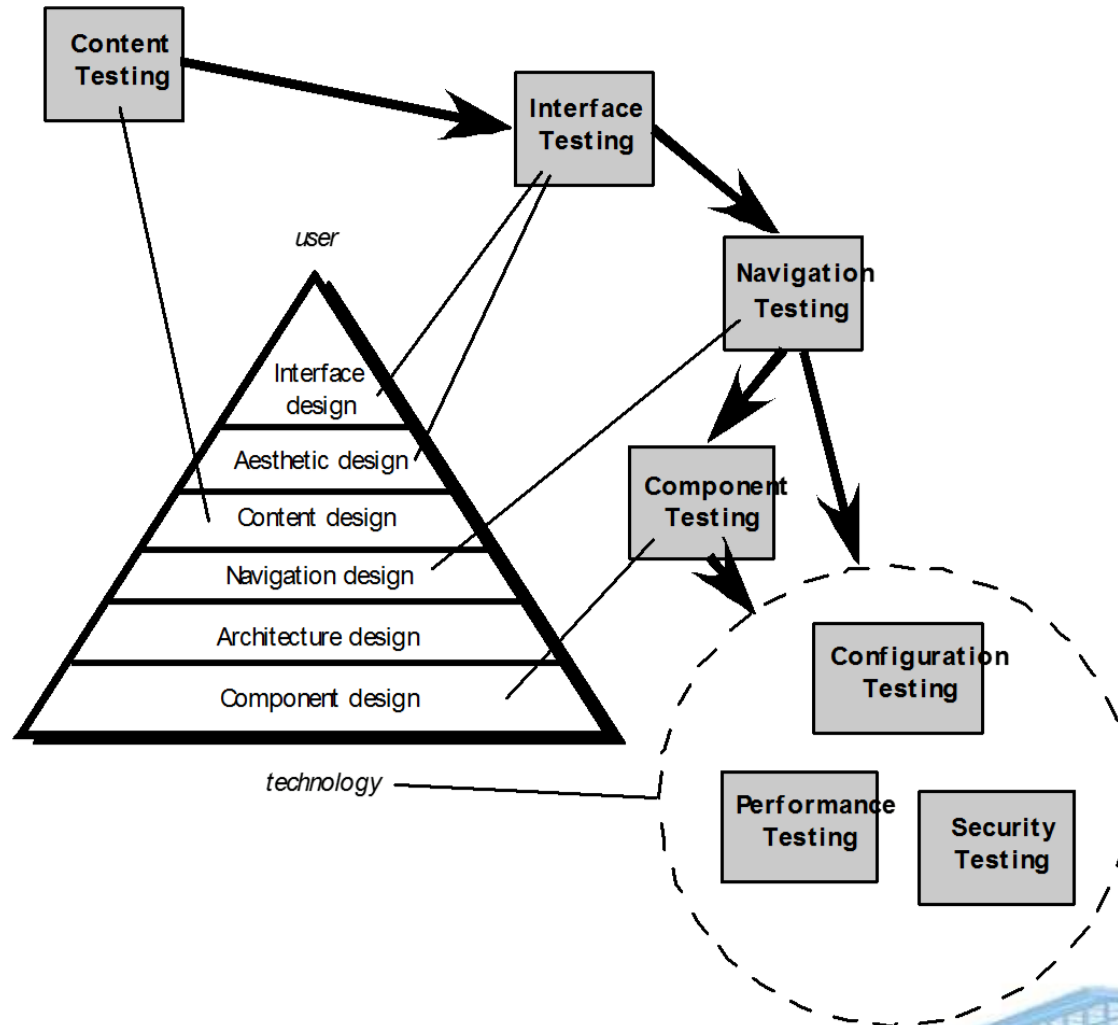 Content
Testing
Interface
Testing
user
Navigation
Testing
Interface
design
Aesthetic design
Component
Testing
Content design
Navigation design
Architecture design
Configuration
Testing
Component design
technology
Performance
Testing
Security
Testing